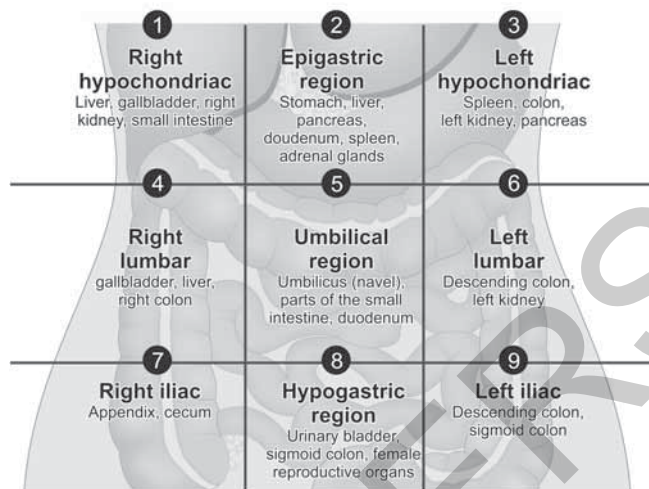 1
Right
hypochondriac
Liver, gallbladder, right
kidney, small intestine
2
Epigastric
region
Stomach, liver,
pancreas,
doudenum, spleen,
adrenal glands
3
Left
hypochondriac
Spleen, colon,
left kidney, pancreas
4
Right
lumbar
gallbladder, liver,
right colon
5
Umbilical
region
Umbilicus (navel),
parts of the small
intestine, duodenum
6
Left
lumbar
Descending colon,
left kidney
7
Right iliac
Appendix, cecum
8
Hypogastric
region
Urinary bladder,
sigmoid colon, female
reproductive organs
9
Left iliac
Descending colon,
sigmoid colon